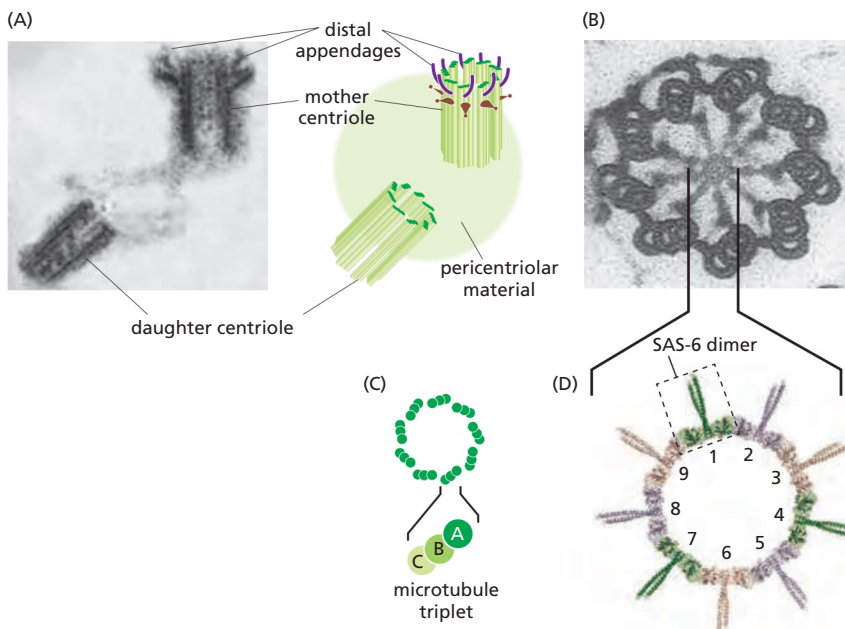 (A)
distal
appendages
mother
centriole
pericentriolar
material
daughter centriole
(B)
SAS-6 dimer
(C)
A
B
C
microtubule
triplet
(D)
1
2
3
4
5
6
7
8
9